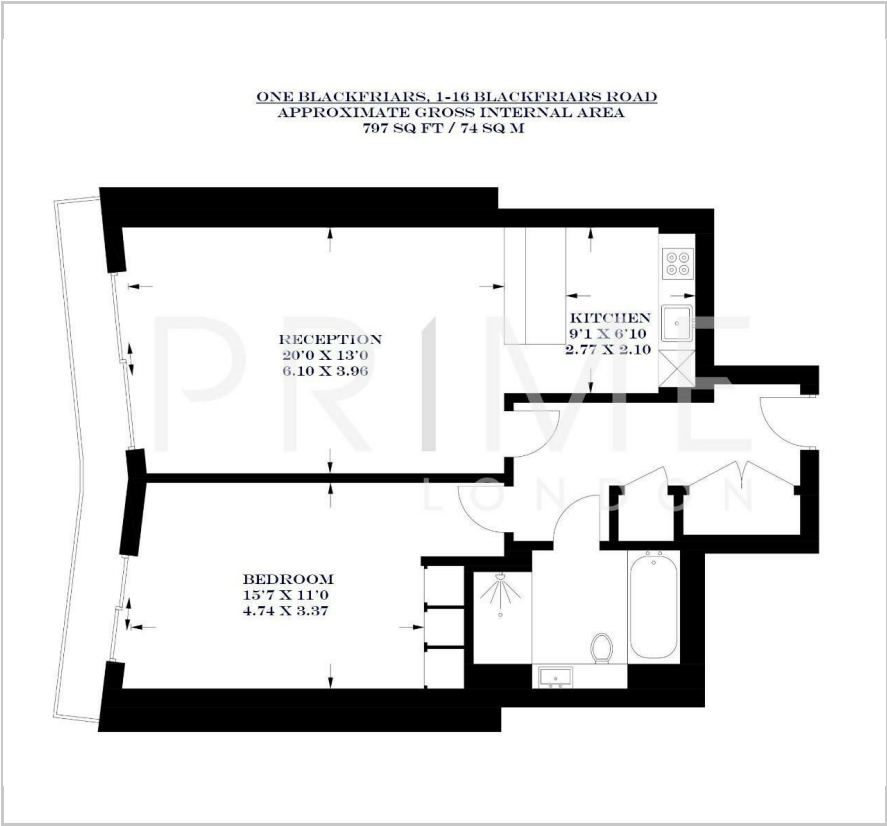 ONE BLACKFRIARS, 1-16 BLACKFRIARS ROAD
APPROXIMATE GROSS INTERNAL AREA
797 SQ FT / 74 SQ M
RECEPTION
20'0 X 13'0
6.10 X 3.96
KITCHEN
9'1 X 6'10
2.77 X 2.10
PRIME
LONDON
BEDROOM
15'7 X 11'0
4.74 X 3.37